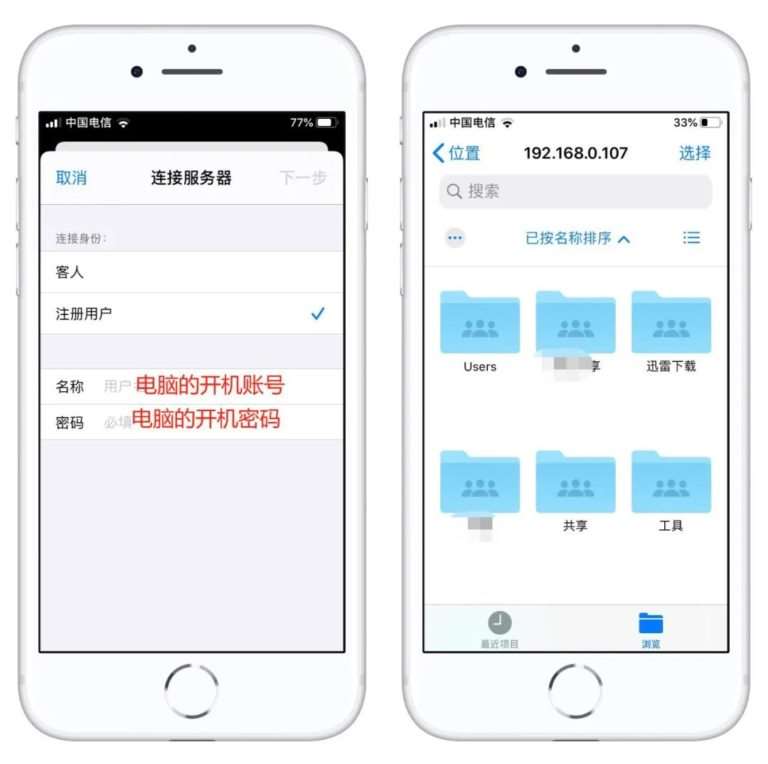 中国电信
77%
取消
连接服务器
下一步
连接身份：
客人
注册用户
名称
用户
电脑的开机账号
密码
必填
电脑的开机密码
中国电信
33%
位置
192.168.0.107
选择
搜索
已按名称排序
Users
享
迅雷下载
共享
工具
最近项目
浏览